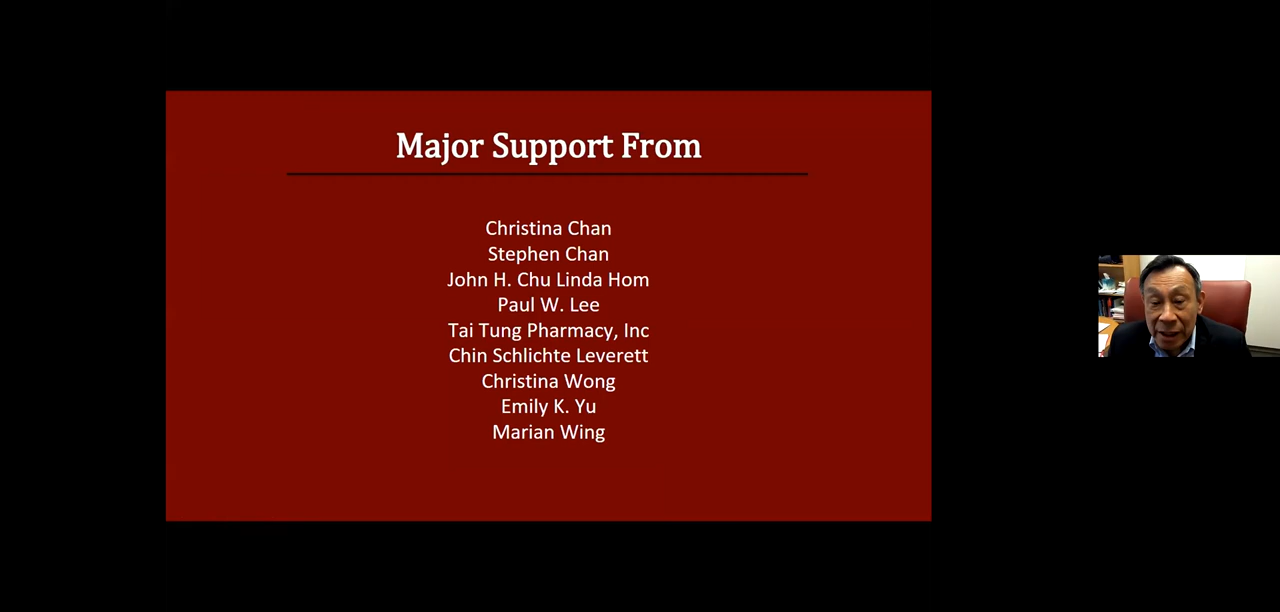 Major Support From
Christina Chan
Stephen Chan
John H. Chu Linda Hom
Paul W. Lee
Tai Tung Pharmacy, Inc
Chin Schlichte Leverett
Christina Wong
Emily K. Yu
Marian Wing